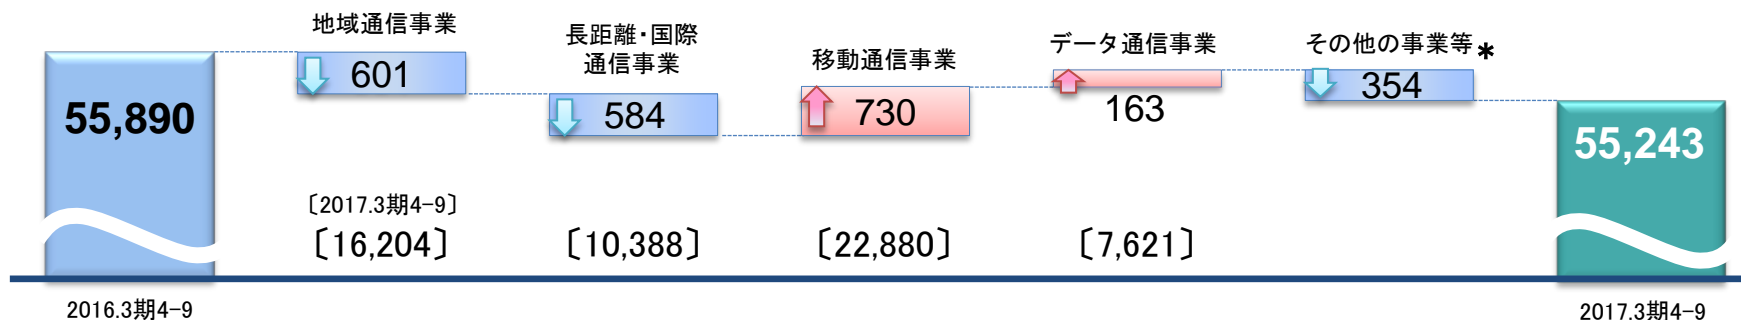 地域通信事業
601
長距離・国際
通信事業
584
移動通信事業
730
データ通信事業
163
その他の事業等*
354
55,890
55,243
〔2017.3期4-9〕
〔16,204〕
〔10,388〕
〔22,880〕
〔7,621〕
2016.3期4-9
2017.3期4-9